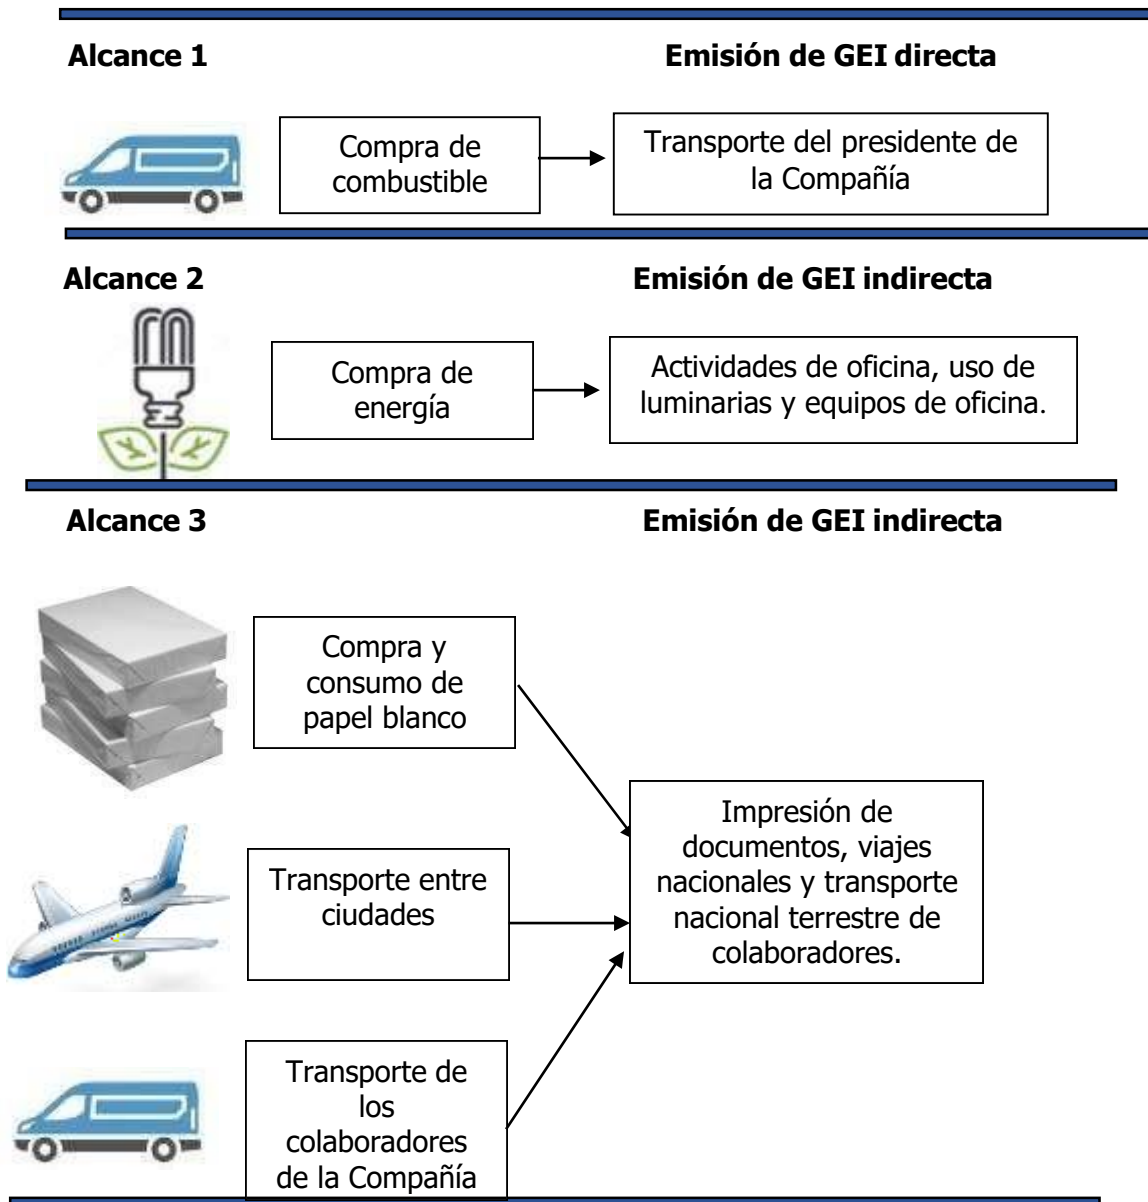 Alcance 1
Emisión de GEI directa
Compra de
combustible
Transporte del presidente de
la Compañía
Alcance 2
Emisión de GEI indirecta
Compra de
energía
Actividades de oficina, uso de
luminarias y equipos de oficina.
Alcance 3
Emisión de GEI indirecta
Compra y
consumo de
papel blanco
Transporte entre
ciudades
Transporte de
los
colaboradores
de la Compañía
Impresión de
documentos, viajes
nacionales y transporte
nacional terrestre de
colaboradores.